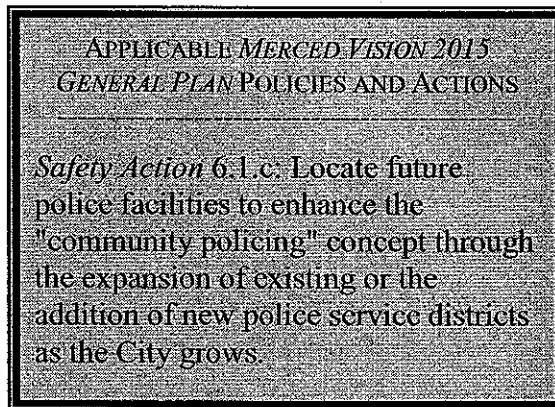 APPLICABLE MERCED VISION 2015
GENERAL PLAN POLICIES AND ACTIONS
Safety Action 6.1.c: Locate future
police facilities to enhance the
"community policing" concept through
the expansion of existing or the
addition of new police service districts
as the City grows.